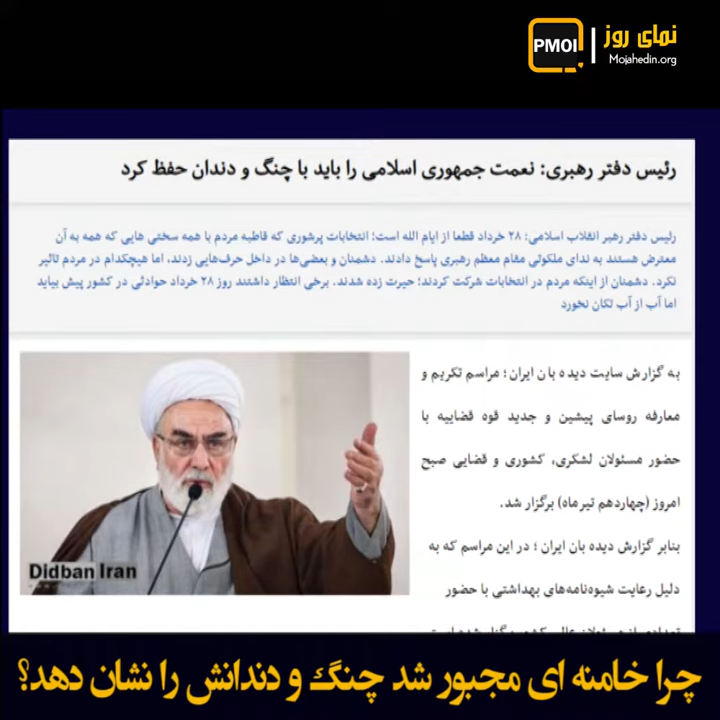 نمای روز
PMOI
Mojahedin.org
رئیس دفتر رهبری: نعمت جمهوری اسلامی را باید با چنگ و دندان حفظ کرد
رئیس دفتر رهبر انقلاب اسلامی: ۲۸ خرداد قطعا از ایام الله است؛ انتخابات پرشوری که قاطبه مردم با همه سختی هایی که همه به آن
معترض هستند به ندای ملکوتی مقام معظم رهبری پاسخ دادند. دشمنان و بعضی‌ها در داخل حرف‌هایی زدند، اما هیچکدام در مردم تاثیر
نکرد. دشمنان از اینکه مردم در انتخابات شرکت کردند؛ حیرت زده شدند. برخی انتظار داشتند روز ۲۸ خرداد حوادثی در کشور پیش بیاید
اما آب از آب تکان نخورد
به گزارش سایت دیده بان ایران؛ مراسم تکریم و
معارفه روسای پیشین و جدید قوه قضاییه با
حضور مسئولان لشکری، کشوری و قضایی صبح
امروز (چهاردهم تیرماه) برگزار شد.
بنابر گزارش دیده بان ایران ؛ در این مراسم که به
دلیل رعایت شیوه‌نامه‌های بهداشتی با حضور
Didban Iran
چرا خامنه ای مجبور شد چنگ و دندانش را نشان دهد؟